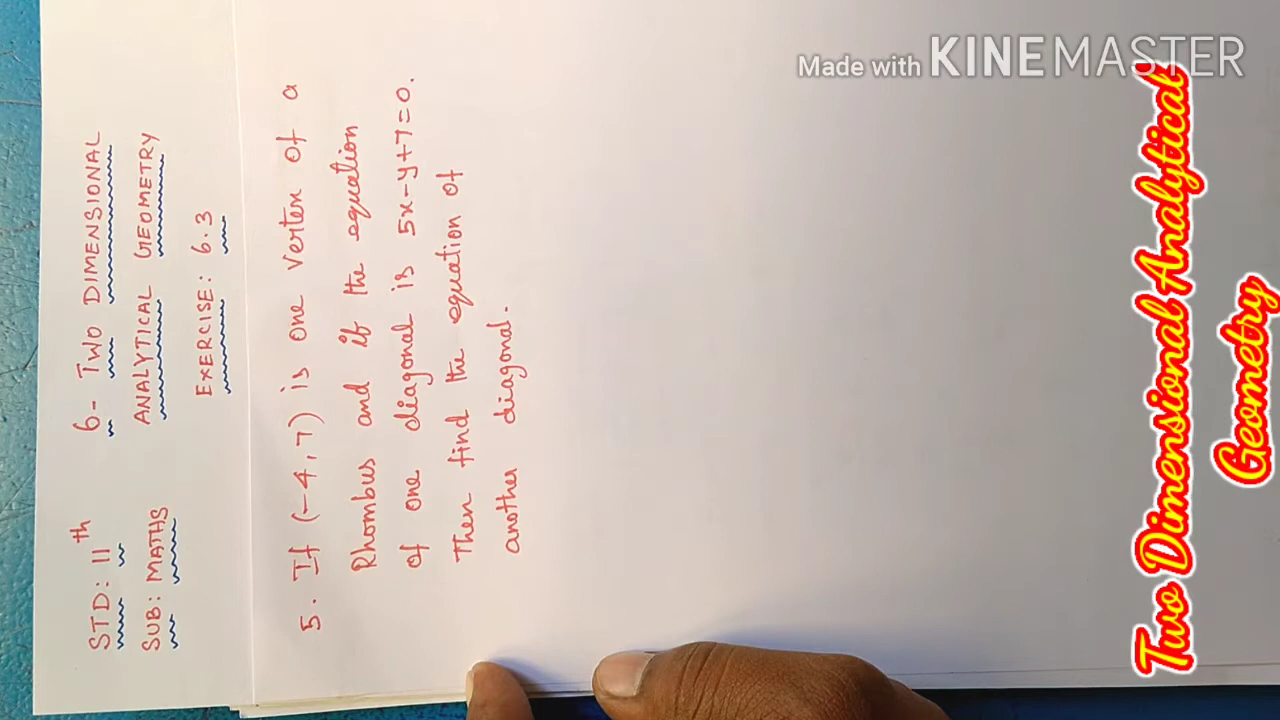 STD: 11th 6- TWO DIMENSIONAL
SUB: MATHS ANALYTICAL GEOMETRY
EXERCISE: 6.3
5. If (-4, 7) is one vertex of a
Rhombus and if the equation
of one diagonal is 5x-y+7=0.
Then find the equation of
another diagonal.
Made with KINEMASTER
Two Dimensional Analytical
Geometry